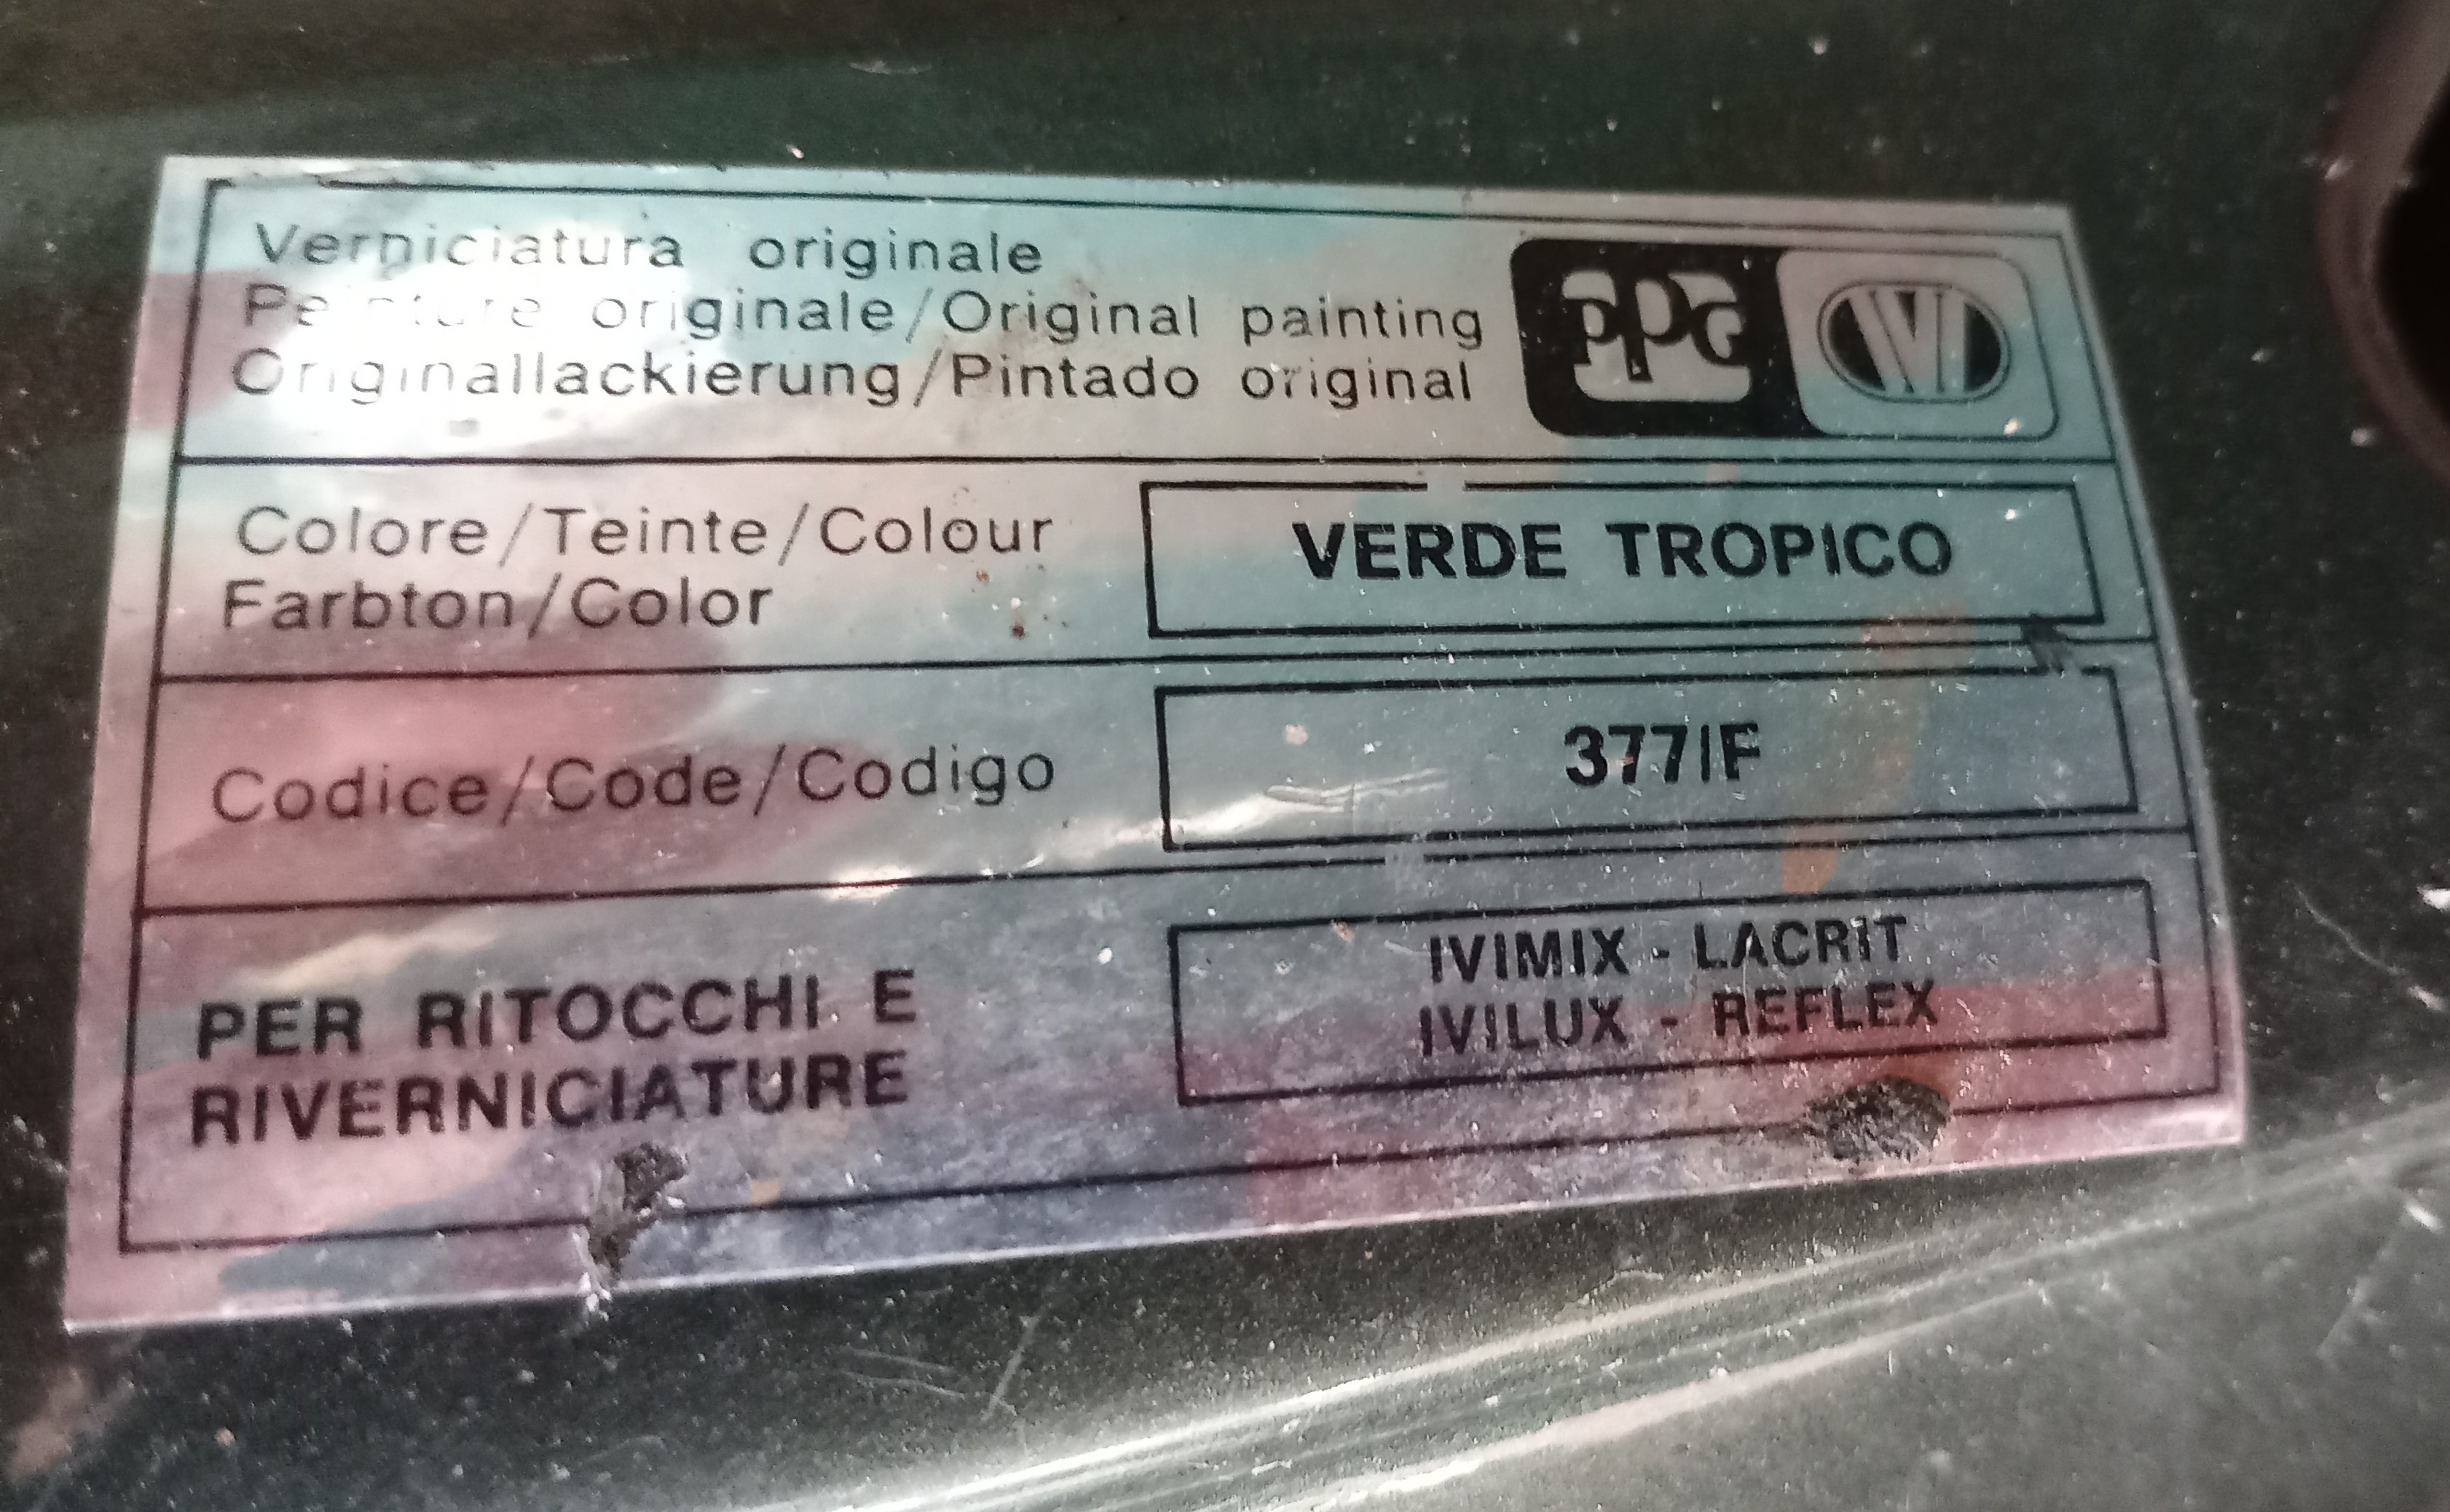 Verniciatura originale
Peinture originale/Original painting
Originallackierung/Pintado original
PPG IVI
Colore/Teinte/Colour
Farbton/Color
VERDE TROPICO
Codice/Code/Codigo
377/F
PER RITOCCHI E
RIVERNICIATURE
IVIMIX - LACRIT
IVILUX - REFLEX